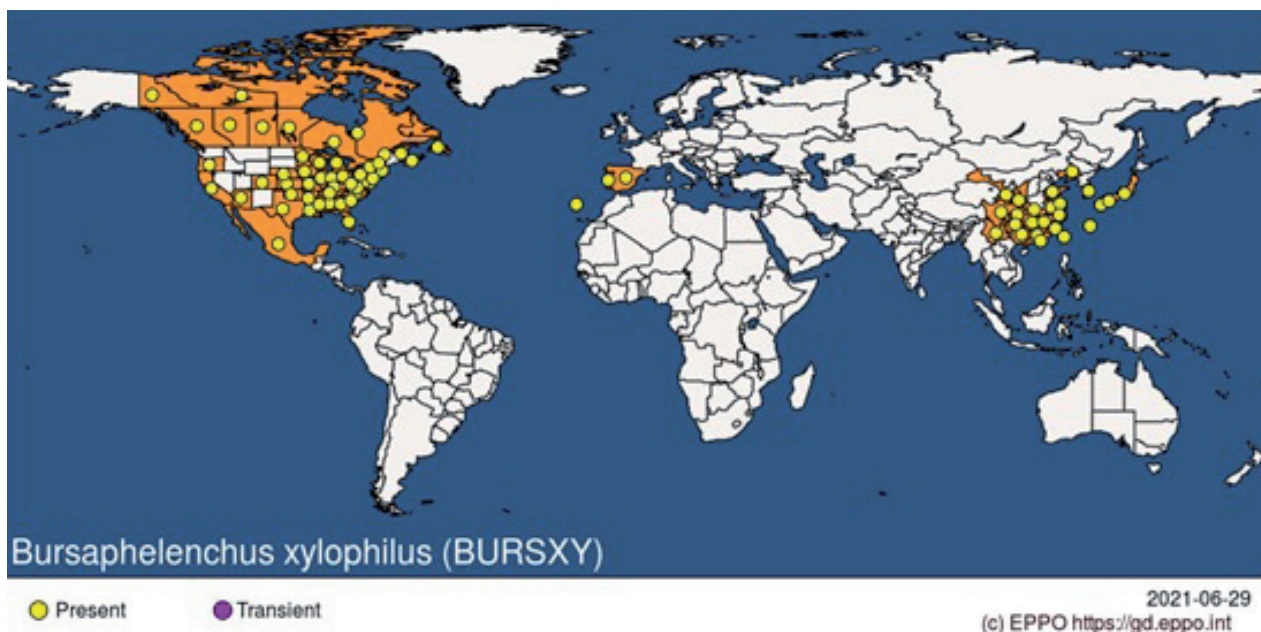 Bursaphelenchus xylophilus (BURSXY)
Present
Transient
2021-06-29
(c) EPPO https://gd.eppo.int